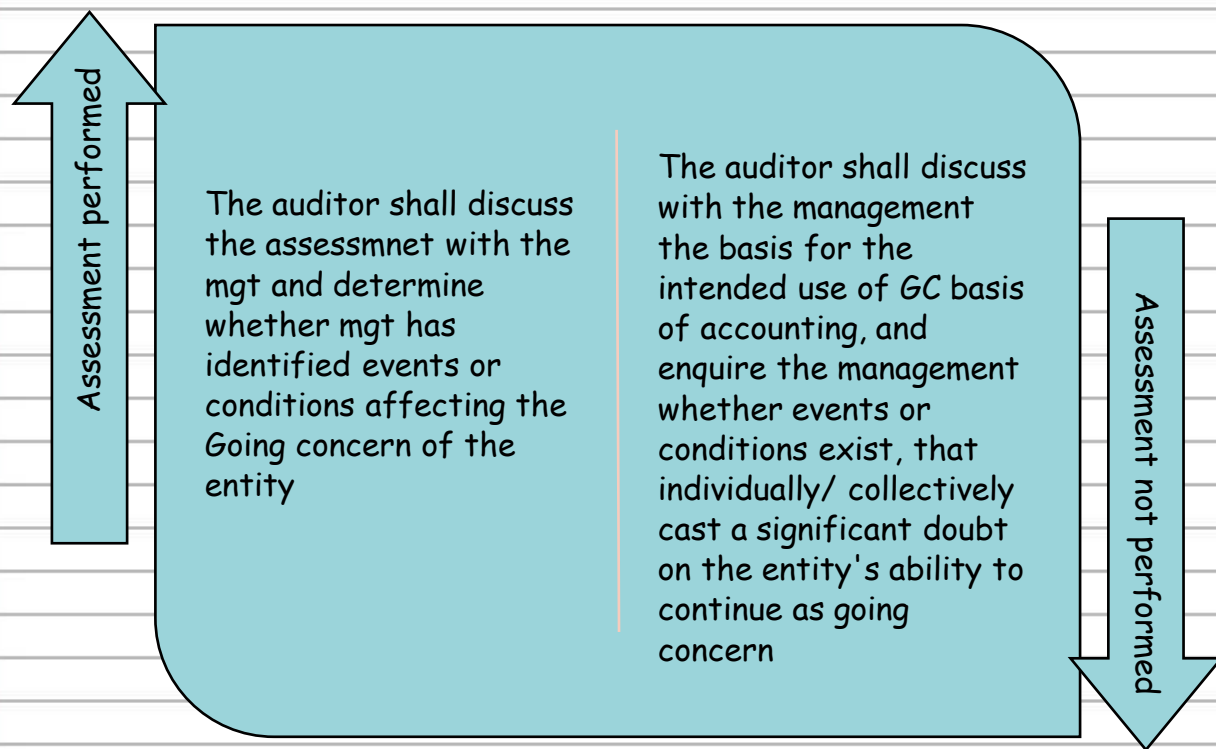 Assessment performed
The auditor shall discuss
the assessmnet with the
mgt and determine
whether mgt has
identified events or
conditions affecting the
Going concern of the
entity
The auditor shall discuss
with the management
the basis for the
intended use of GC basis
of accounting, and
enquire the management
whether events or
conditions exist, that
individually/ collectively
cast a significant doubt
on the entity's ability to
continue as going
concern
Assessment not performed